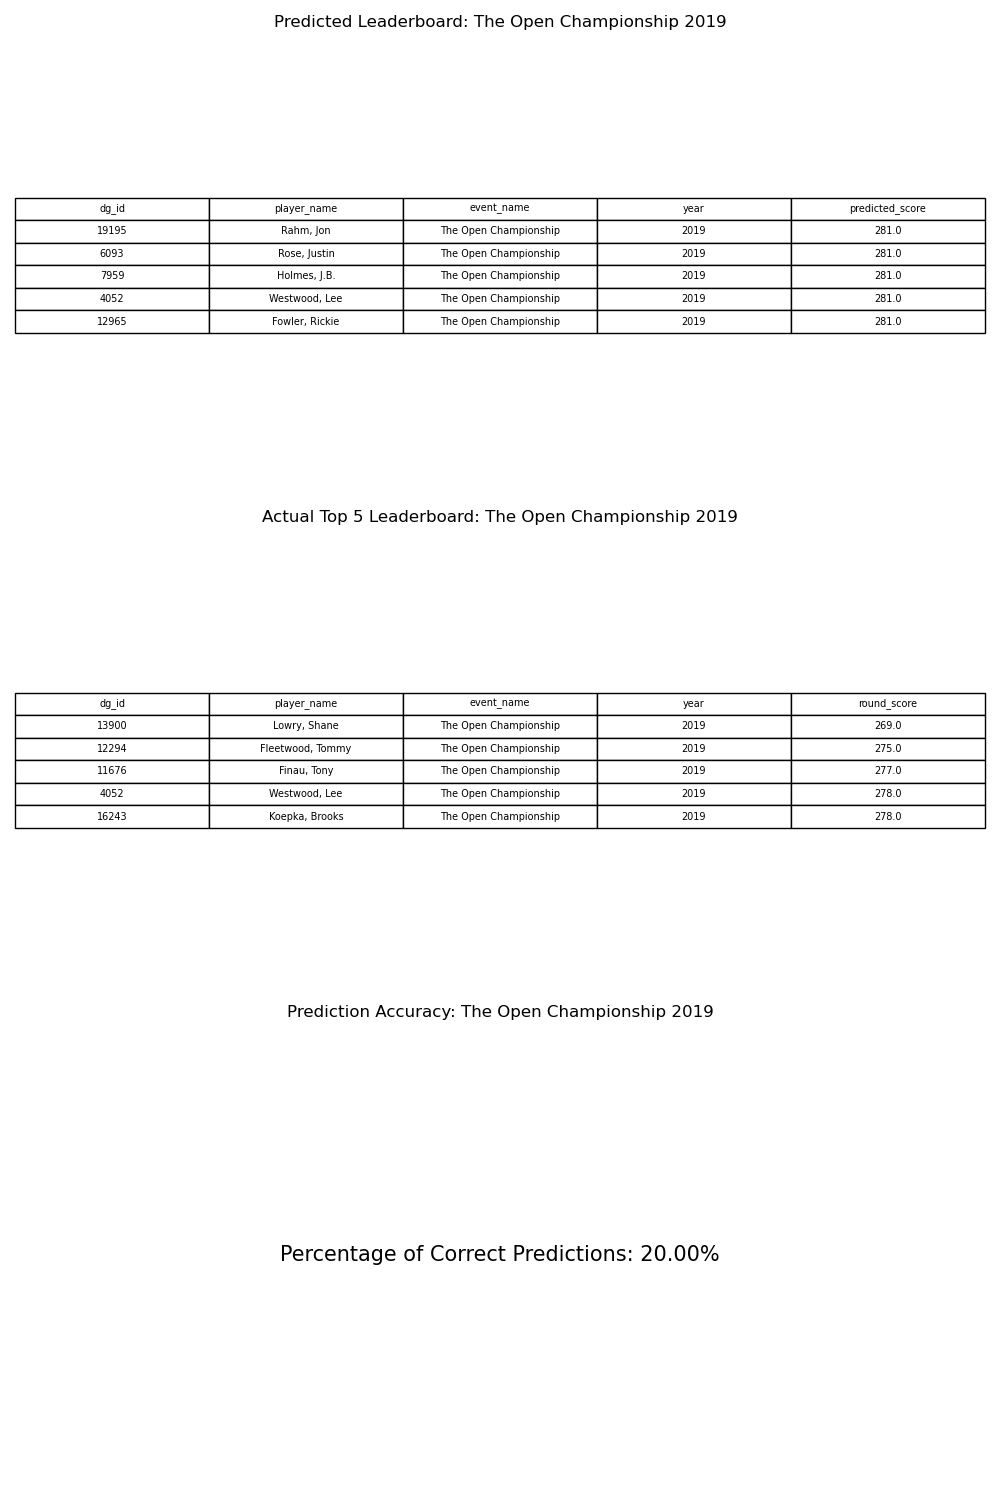 Predicted Leaderboard: The Open Championship 2019
dg_id player_name event_name year predicted_score
19195 Rahm, Jon The Open Championship 2019 281.0
6093 Rose, Justin The Open Championship 2019 281.0
7959 Holmes, J.B. The Open Championship 2019 281.0
4052 Westwood, Lee The Open Championship 2019 281.0
12965 Fowler, Rickie The Open Championship 2019 281.0
Actual Top 5 Leaderboard: The Open Championship 2019
dg_id player_name event_name year round_score
13900 Lowry, Shane The Open Championship 2019 269.0
12294 Fleetwood, Tommy The Open Championship 2019 275.0
11676 Finau, Tony The Open Championship 2019 277.0
4052 Westwood, Lee The Open Championship 2019 278.0
16243 Koepka, Brooks The Open Championship 2019 278.0
Prediction Accuracy: The Open Championship 2019
Percentage of Correct Predictions: 20.00%